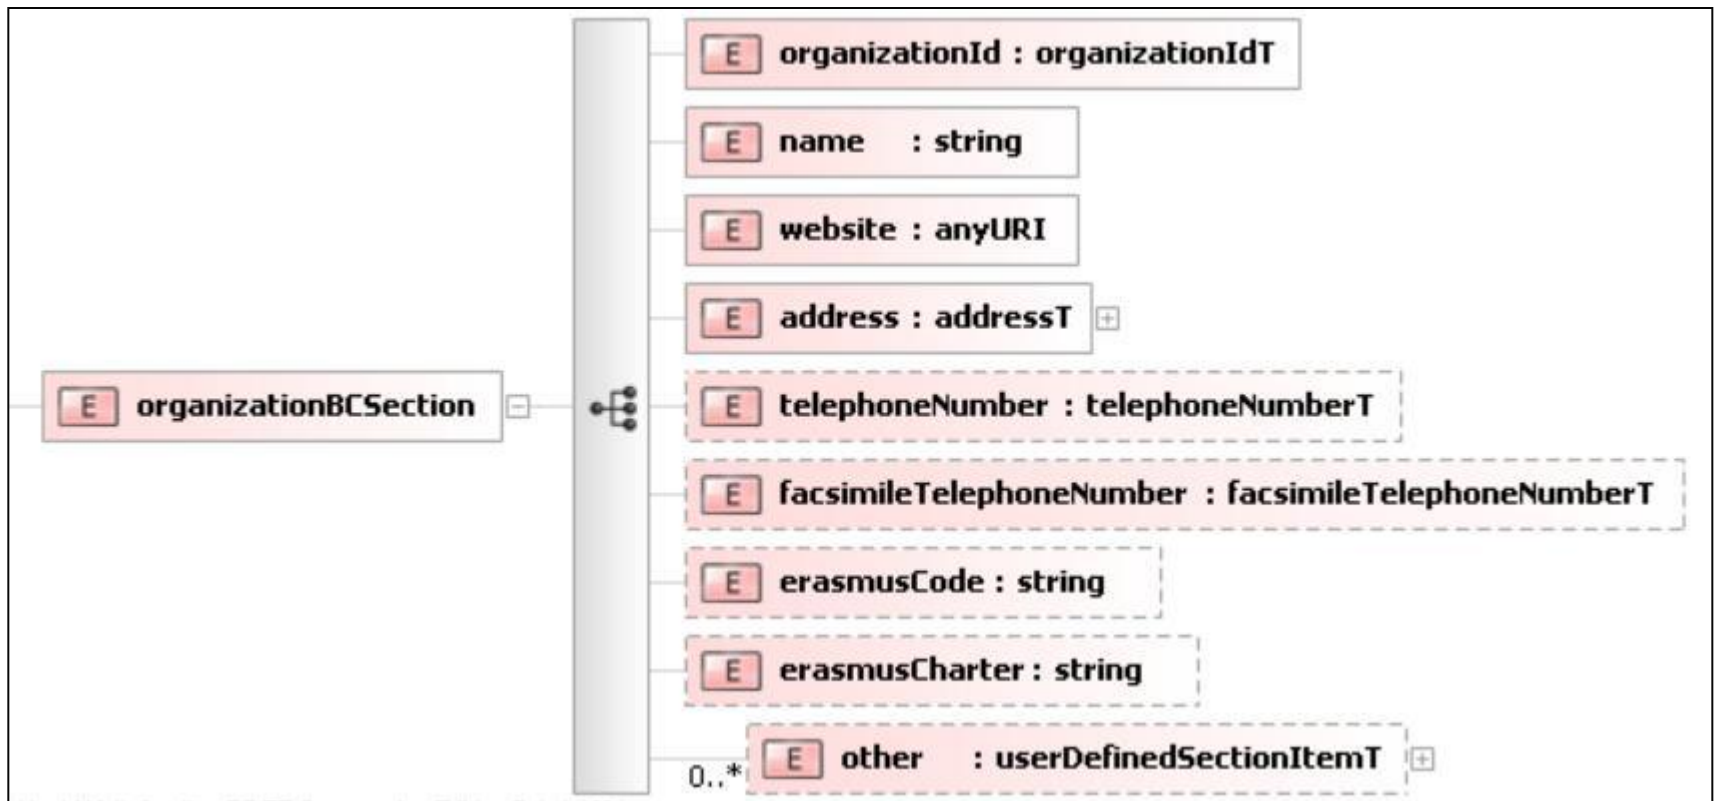 E organizationId : organizationIdT
E name : string
E website : anyURI
E address : addressT
E organizationBCSection
E telephoneNumber : telephoneNumberT
E facsimileTelephoneNumber : facsimileTelephoneNumberT
E erasmusCode : string
E erasmusCharter : string
E other : userDefinedSectionItemT
0..*